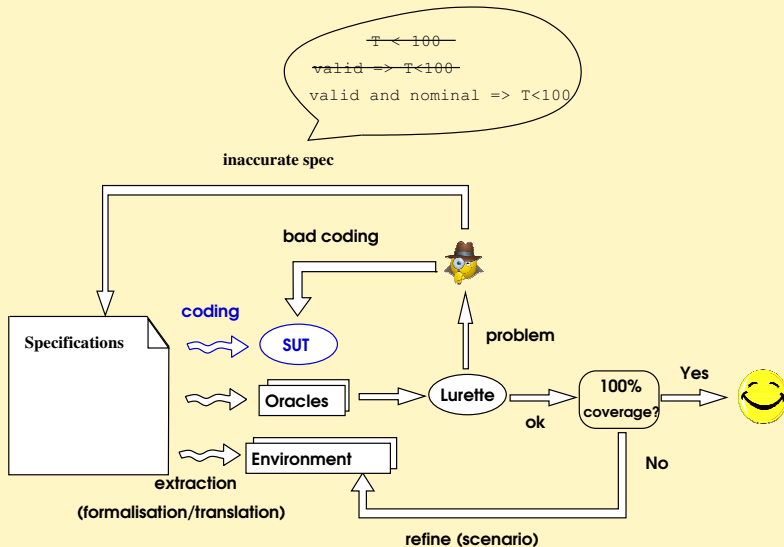 T < 100
valid => T<100
valid and nominal => T<100
inaccurate spec
bad coding
coding
problem
Specifications
SUT
Oracles
Lurette
ok
100%
coverage?
Yes
Environment
No
extraction
(formalisation/translation)
refine (scenario)